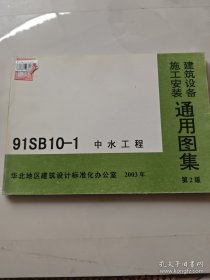 建筑设备
施工安装
通用图集
第2版
91SB10-1 中水工程
华北地区建筑设计标准化办公室 2003年